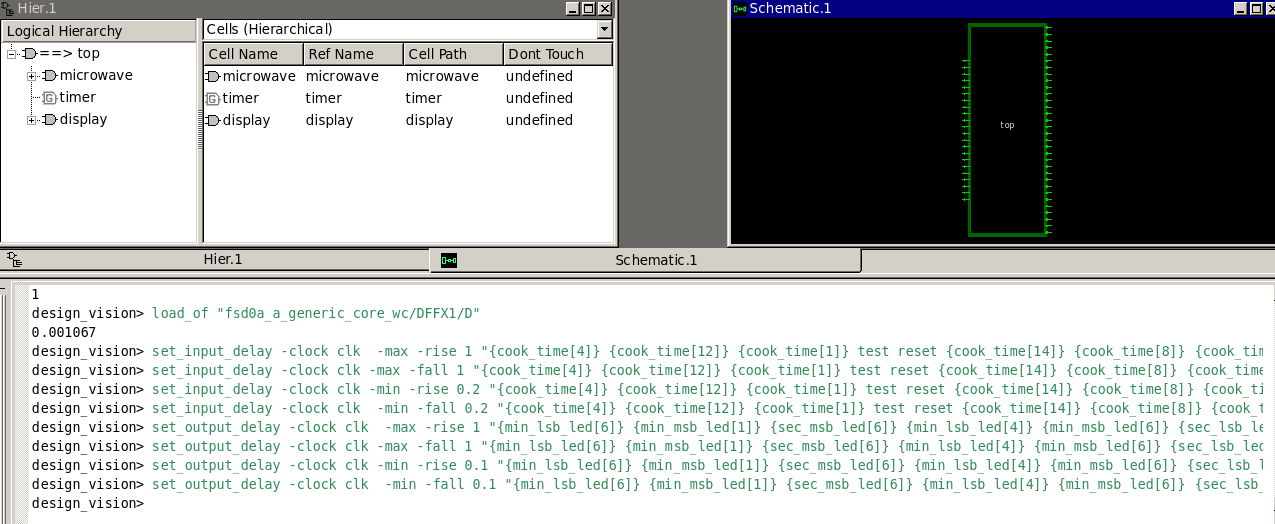 Hier.1
Logical Hierarchy
==> top
microwave
timer
display
Cells (Hierarchical)
Cell Name Ref Name Cell Path Dont Touch
microwave microwave microwave undefined
timer timer timer undefined
display display display undefined
Schematic.1
top
Hier.1
Schematic.1
1
design_vision> load_of "fsd0a_a_generic_core_wc/DFFX1/D"
0.001067
design_vision> set_input_delay -clock clk  -max -rise 1 "{cook_time[4]} {cook_time[12]} {cook_time[1]} test reset {cook_time[14]} {cook_time[8]} {cook_tin
design_vision> set_input_delay -clock clk -max -fall 1 "{cook_time[4]} {cook_time[12]} {cook_time[1]} test reset {cook_time[14]} {cook_time[8]} {cook_time
design_vision> set_input_delay -clock clk -min -rise 0.2 "{cook_time[4]} {cook_time[12]} {cook_time[1]} test reset {cook_time[14]} {cook_time[8]} {cook_ti
design_vision> set_input_delay -clock clk  -min -fall 0.2 "{cook_time[4]} {cook_time[12]} {cook_time[1]} test reset {cook_time[14]} {cook_time[8]} {cook_t
design_vision> set_output_delay -clock clk  -max -rise 1 "{min_lsb_led[6]} {min_msb_led[1]} {sec_msb_led[6]} {min_lsb_led[4]} {min_msb_led[6]} {sec_lsb_le
design_vision> set_output_delay -clock clk -max -fall 1 "{min_lsb_led[6]} {min_msb_led[1]} {sec_msb_led[6]} {min_lsb_led[4]} {min_msb_led[6]} {sec_lsb_led
design_vision> set_output_delay -clock clk -min -rise 0.1 "{min_lsb_led[6]} {min_msb_led[1]} {sec_msb_led[6]} {min_lsb_led[4]} {min_msb_led[6]} {sec_lsb_l
design_vision> set_output_delay -clock clk  -min -fall 0.1 "{min_lsb_led[6]} {min_msb_led[1]} {sec_msb_led[6]} {min_lsb_led[4]} {min_msb_led[6]} {sec_lsb_
design_vision>